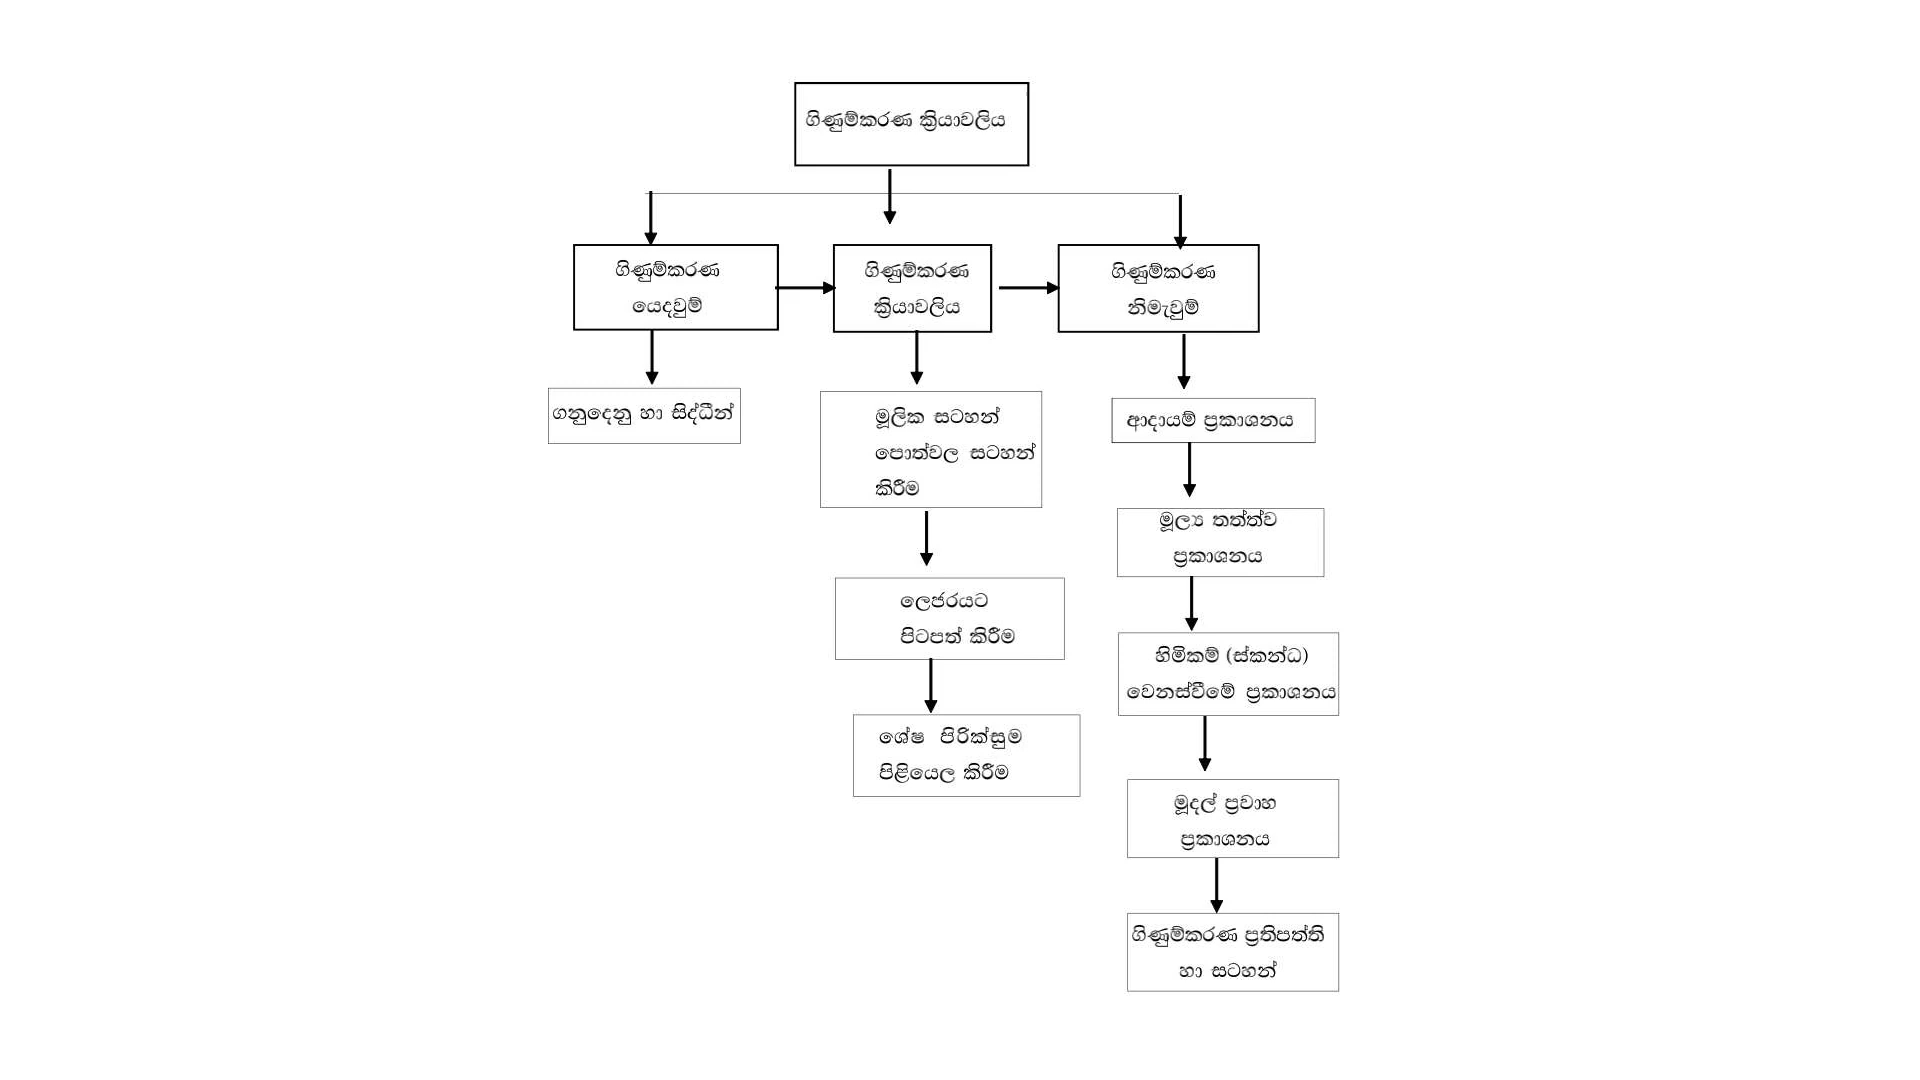 ගිණුම්කරණ ක්‍රියාවලිය
ගිණුම්කරණ
යෙදවුම්
ගිණුම්කරණ
ක්‍රියාවලිය
ගිණුම්කරණ
නිමැවුම්
ගනුදෙනු හා සිද්ධීන්
මූලික සටහන්
පොත්වල සටහන්
කිරීම
ලෙජරයට
පිටපත් කිරීම
ශේෂ පිරික්සුම
පිළියෙල කිරීම
ආදායම් ප්‍රකාශනය
මූල්‍ය තත්ත්ව
ප්‍රකාශනය
හිමිකම් (ස්කන්ධ)
වෙනස්වීමේ ප්‍රකාශනය
මූදල් ප්‍රවාහ
ප්‍රකාශනය
ගිණුම්කරණ ප්‍රතිපත්ති
හා සටහන්